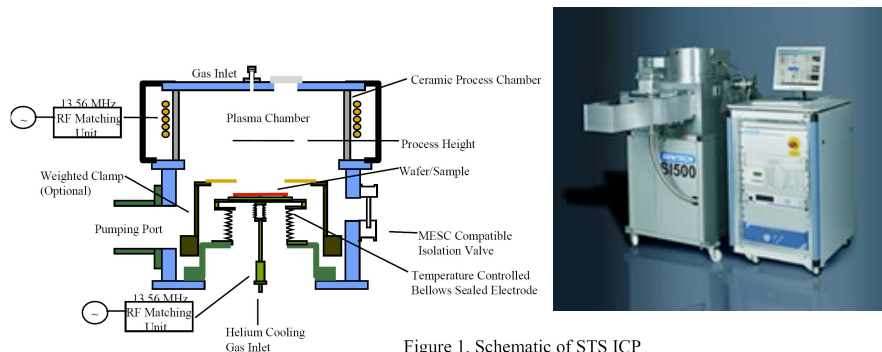 Gas Inlet
Ceramic Process Chamber
13.56 MHz
RF Matching
Unit
~
Plasma Chamber
Process Height
Wafer/Sample
Weighted Clamp
(Optional)
Pumping Port
MESC Compatible
Isolation Valve
Temperature Controlled
Bellows Sealed Electrode
13.56 MHz
RF Matching
Unit
~
Helium Cooling
Gas Inlet
SENTECH
SI500
Figure 1. Schematic of STS ICP